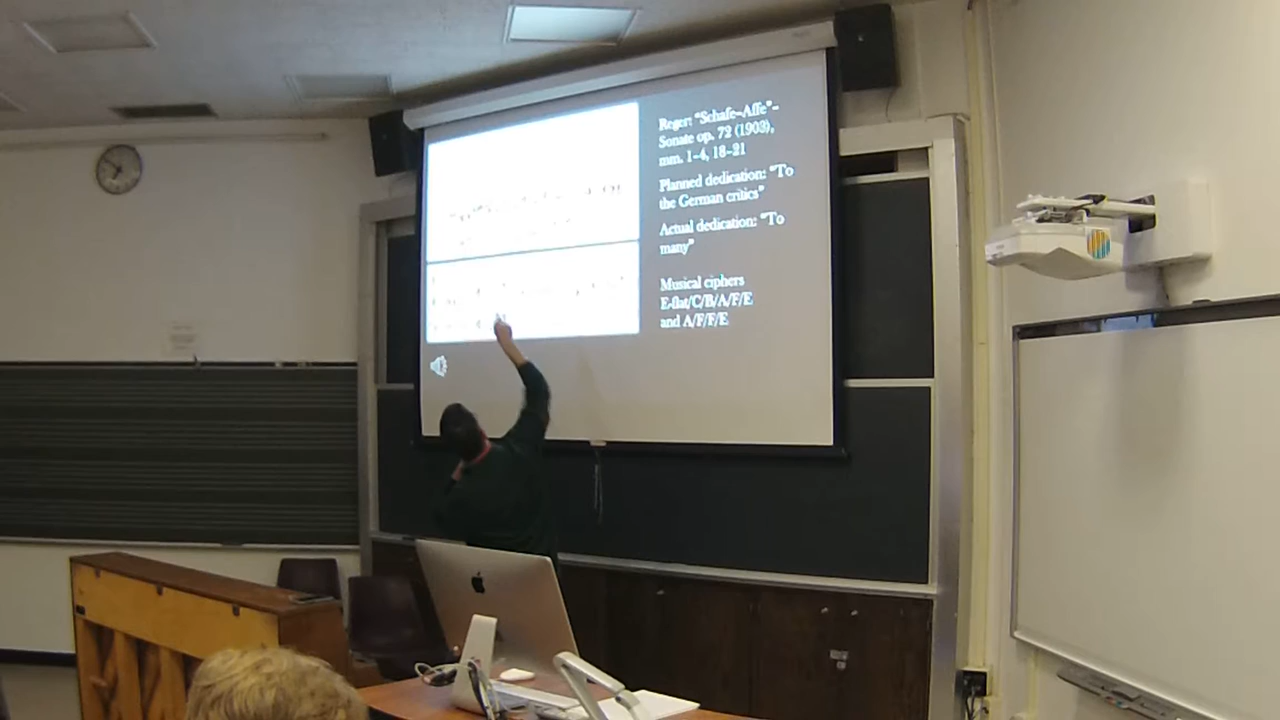 Reger: "Schafe-Affe"-
Sonate op. 72 (1903),
mm. 1-4, 18-21
Planned dedication: "To
the German critics"
Actual dedication: "To
many"
Musical ciphers
E-flat/C/B/A/F/E
and A/F/F/E